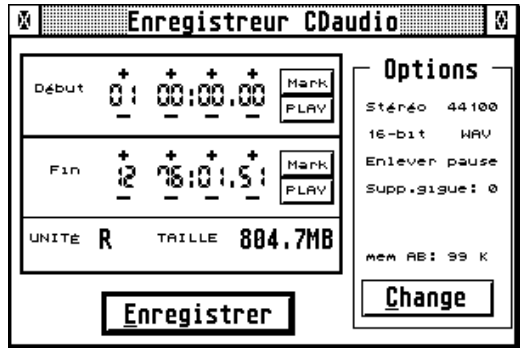 Enregistreur CDaudio
Options
Début 01 00:00.00 Mark
PLAY
Stéréo 44100
16-bit WAV
Fin 12 76:01.51 Mark
PLAY
Enlever pause
Supp.gigue: 0
UNITÉ R TAILLE 804.7MB
mem AB: 99 K
Enregistrer
Change